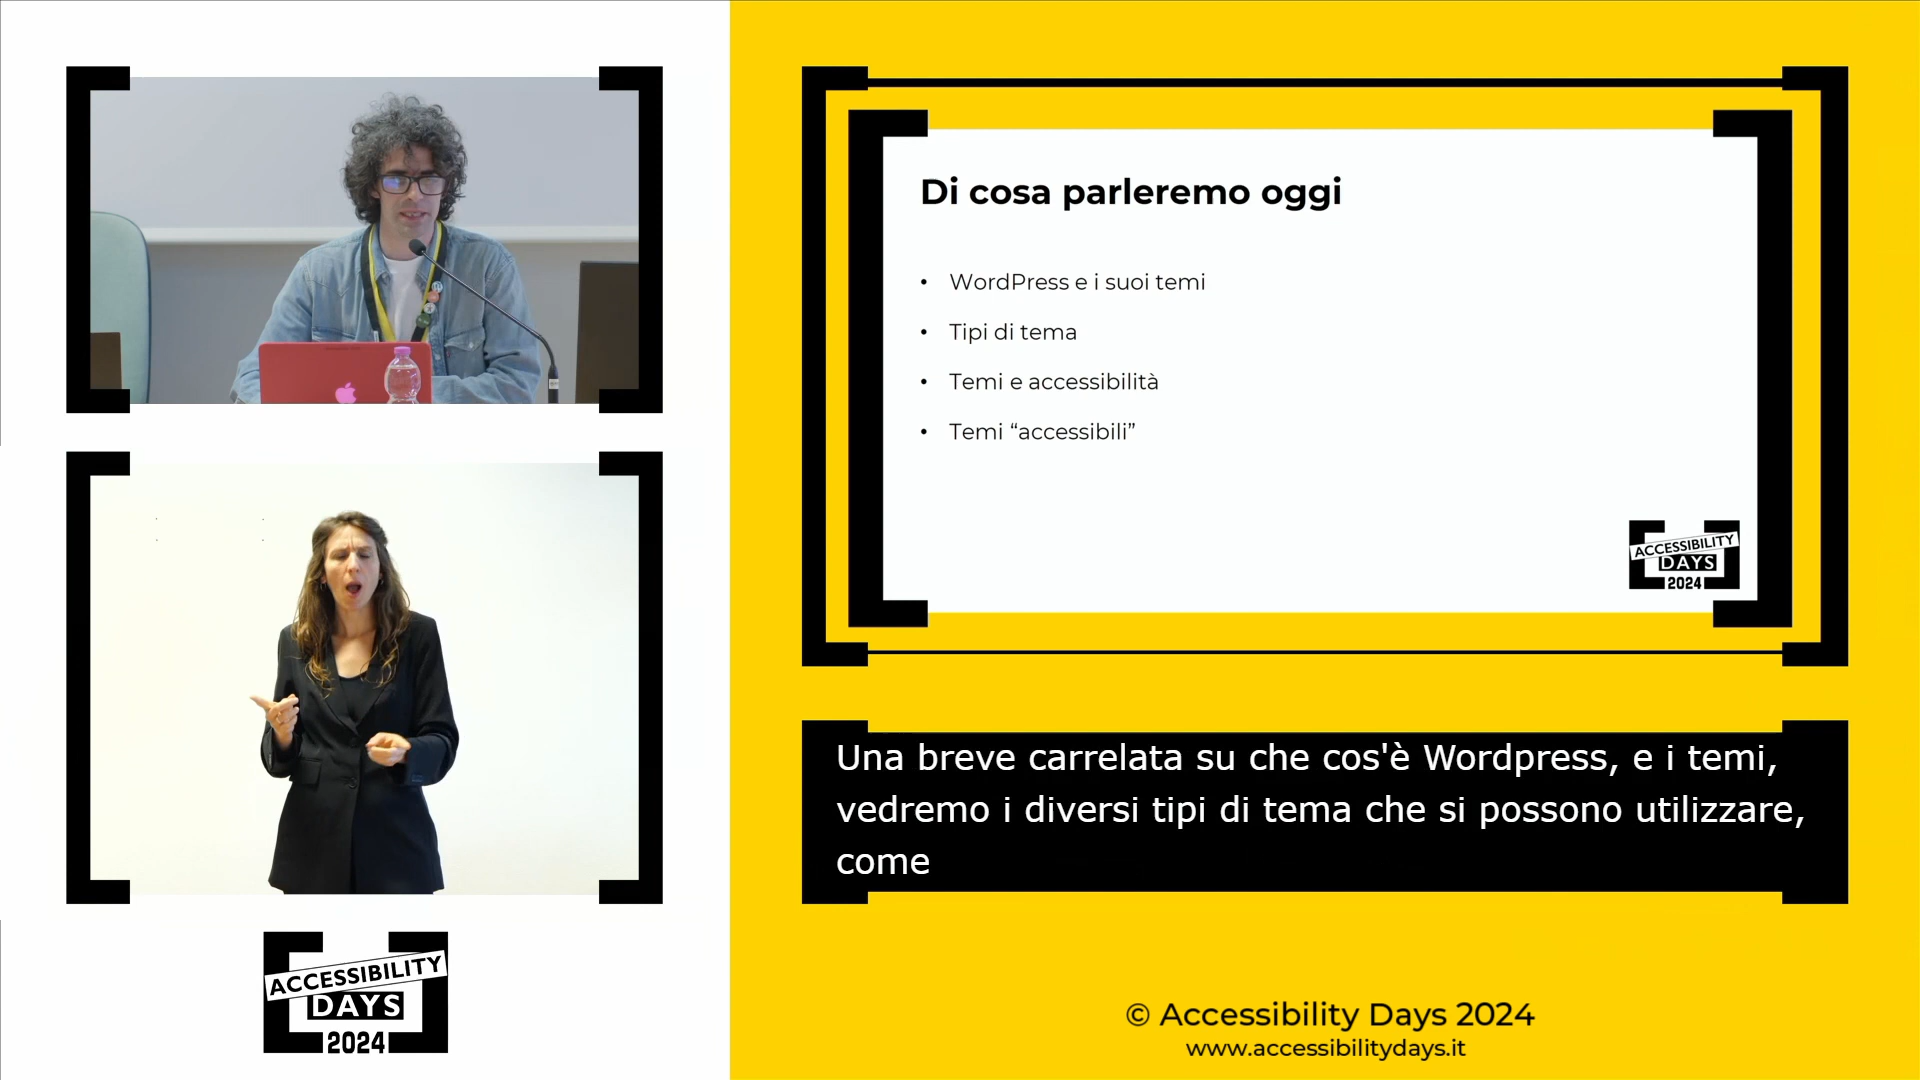 Di cosa parleremo oggi
• WordPress e i suoi temi
• Tipi di tema
• Temi e accessibilità
• Temi “accessibili”
ACCESSIBILITY
DAYS
2024
Una breve carrelata su che cos'è Wordpress, e i temi,
vedremo i diversi tipi di tema che si possono utilizzare,
come
ACCESSIBILITY
DAYS
2024
© Accessibility Days 2024
www.accessibilitydays.it